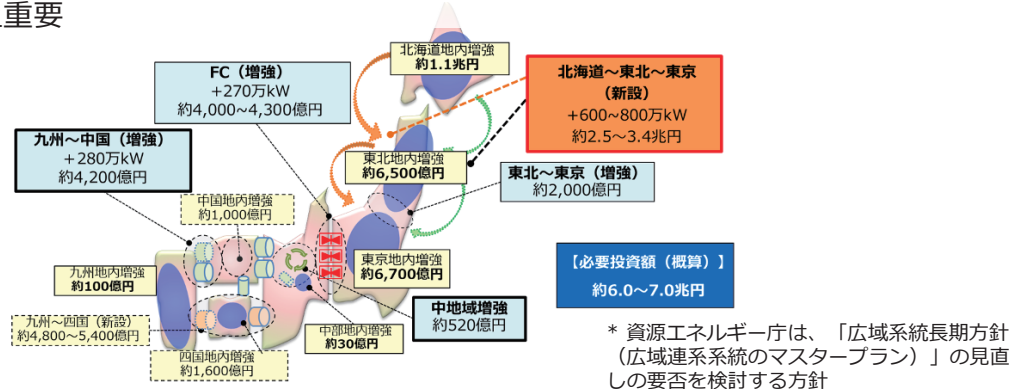 重要
北海道地内増強
約1.1兆円
FC（増強）
+270万kW
約4,000~4,300億円
北海道～東北～東京
（新設）
+600~800万kW
約2.5~3.4兆円
九州～中国（増強）
+280万kW
約4,200億円
東北地内増強
約6,500億円
東北～東京（増強）
約2,000億円
中国地内増強
約1,000億円
九州地内増強
約100億円
東京地内増強
約6,700億円
【必要投資額（概算）】
約6.0~7.0兆円
中地域増強
約520億円
九州～四国（新設）
約4,800~5,400億円
中部地内増強
約30億円
四国地内増強
約1,600億円
* 資源エネルギー庁は、「広域系統長期方針
（広域連系系統のマスタープラン）」の見直
しの要否を検討する方針